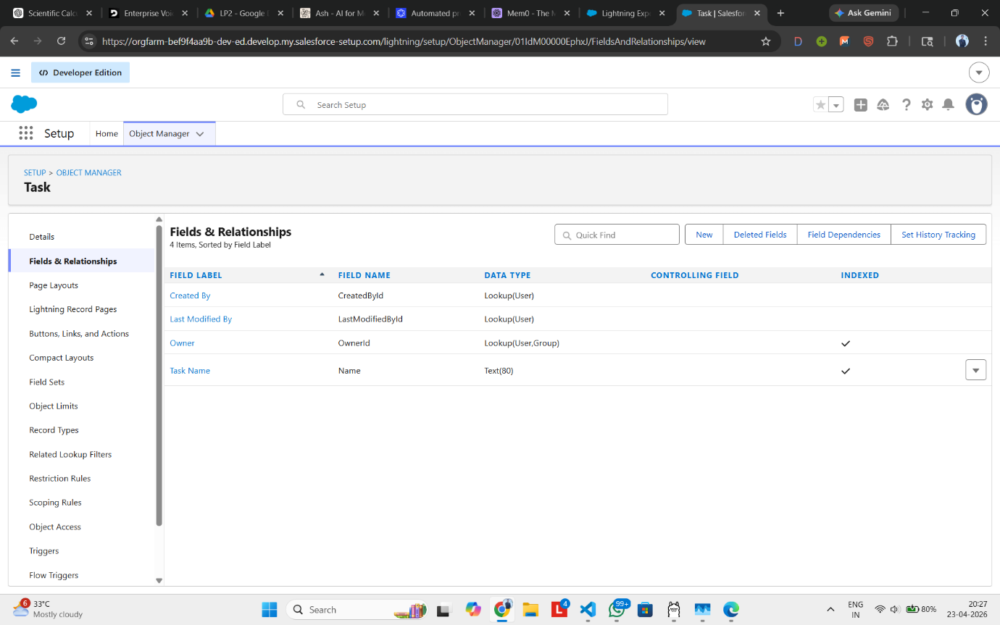 Scientific Calc
Enterprise Voi
LP2 - Google D
Ash - AI for M
Automated pr
Mem0 - The M
Lightning Exp
Task | Salesfor
Ask Gemini
https://orgfarm-bef9f4aa9b-dev-ed.develop.my.salesforce-setup.com/lightning/setup/ObjectManager/01IdM00000EphxJ/FieldsAndRelationships/view
Developer Edition
Search Setup
Setup
Home
Object Manager
SETUP > OBJECT MANAGER
Task
Details
Fields & Relationships
Page Layouts
Lightning Record Pages
Buttons, Links, and Actions
Compact Layouts
Field Sets
Object Limits
Record Types
Related Lookup Filters
Restriction Rules
Scoping Rules
Object Access
Triggers
Flow Triggers
Fields & Relationships
4 Items, Sorted by Field Label
Quick Find
New
Deleted Fields
Field Dependencies
Set History Tracking
FIELD LABEL FIELD NAME DATA TYPE CONTROLLING FIELD INDEXED
Created By CreatedById Lookup(User)
Last Modified By LastModifiedById Lookup(User)
Owner OwnerId Lookup(User,Group)
Task Name Name Text(80)
6
33°C
Mostly cloudy
Search
4
99+
ENG
IN
80%
20:27
23-04-2026